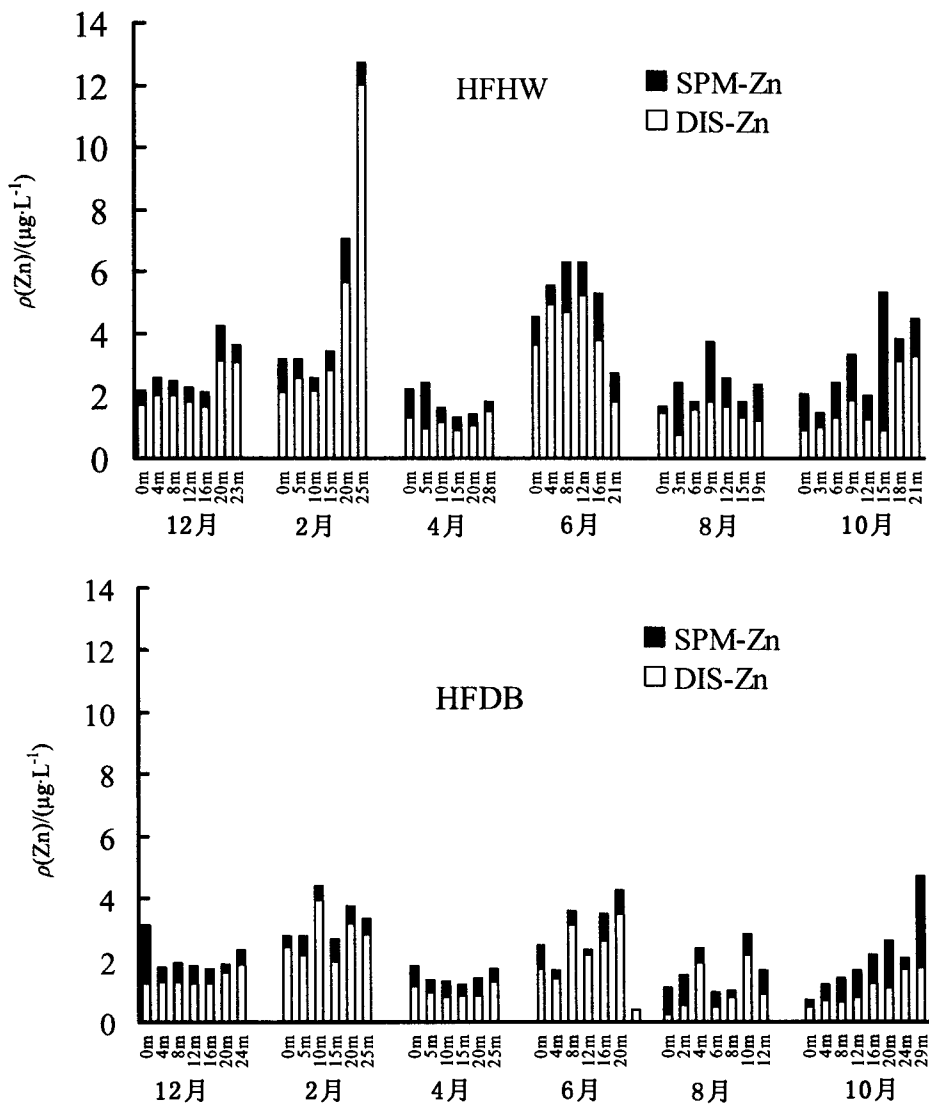 14
12
10
8
6
4
2
0
ρ(Zn)/(μg·L⁻¹)
HFHW
SPM-Zn
DIS-Zn
0m 4m 8m 12m 16m 20m 23m
0m 5m 10m 15m 20m 25m
0m 5m 10m 15m 20m 28m
0m 4m 8m 12m 16m 21m
0m 3m 6m 9m 12m 15m 19m
0m 3m 6m 9m 12m 15m 18m 21m
12月 2月 4月 6月 8月 10月
14
12
10
8
6
4
2
0
ρ(Zn)/(μg·L⁻¹)
HFDB
SPM-Zn
DIS-Zn
0m 4m 8m 12m 16m 20m 24m
0m 5m 10m 15m 20m 25m
0m 5m 10m 15m 20m 25m
0m 4m 8m 12m 16m 20m
0m 2m 4m 6m 8m 10m 12m
0m 4m 8m 12m 16m 20m 24m 29m
12月 2月 4月 6月 8月 10月